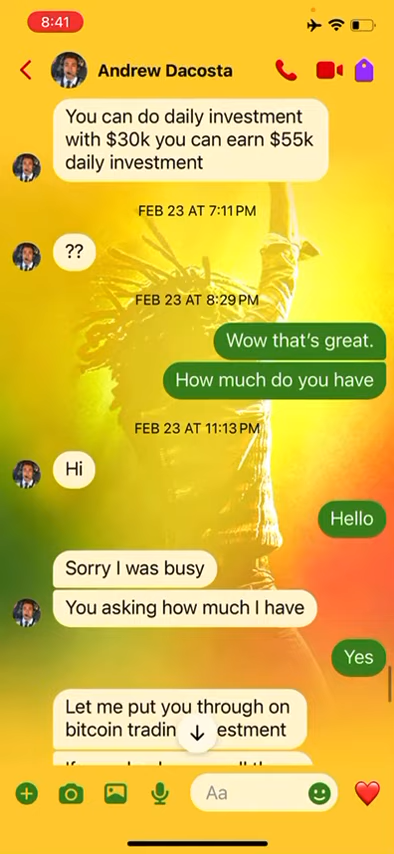 8:41
Andrew Dacosta
You can do daily investment
with $30k you can earn $55k
daily investment
FEB 23 AT 7:11 PM
??
FEB 23 AT 8:29 PM
Wow that's great.
How much do you have
FEB 23 AT 11:13 PM
Hi
Hello
Sorry I was busy
You asking how much I have
Yes
Let me put you through on
bitcoin tradin estment
Aa